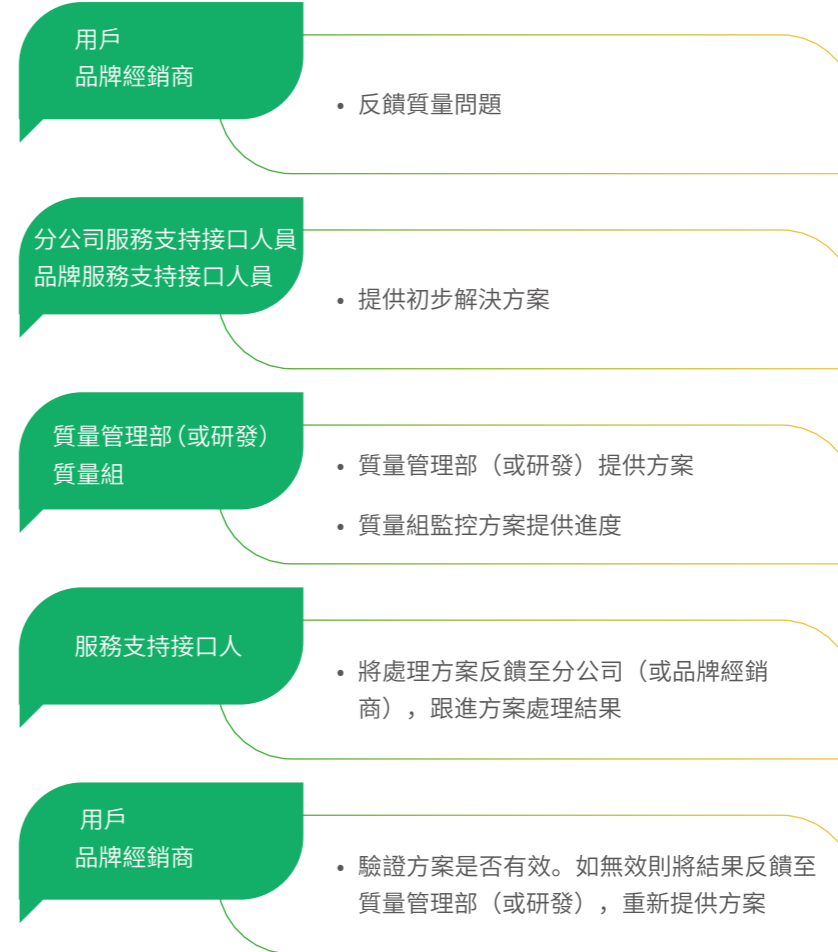 用戶
品牌經銷商
• 反饋質量問題
分公司服務支持接口人員
品牌服務支持接口人員
• 提供初步解決方案
質量管理部（或研發）
質量組
• 質量管理部（或研發）提供方案
• 質量組監控方案提供進度
服務支持接口人
• 將處理方案反饋至分公司（或品牌經銷
商），跟進方案處理結果
用戶
品牌經銷商
• 驗證方案是否有效。如無效則將結果反饋至
質量管理部（或研發），重新提供方案